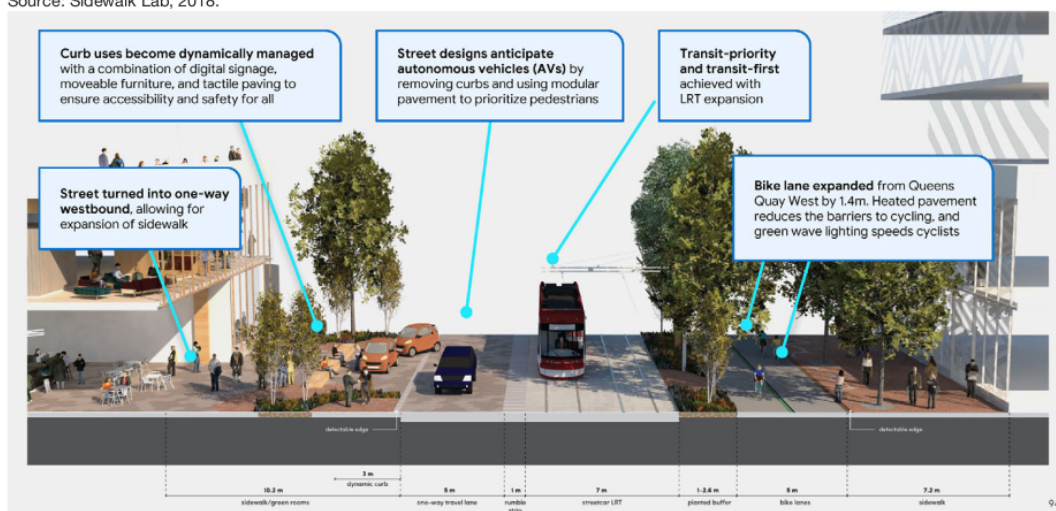 Source: Sidewalk Lab, 2018.
Curb uses become dynamically managed
with a combination of digital signage,
moveable furniture, and tactile paving to
ensure accessibility and safety for all
Street designs anticipate
autonomous vehicles (AVs) by
removing curbs and using modular
pavement to prioritize pedestrians
Transit-priority
and transit-first
achieved with
LRT expansion
Street turned into one-way
westbound, allowing for
expansion of sidewalk
Bike lane expanded from Queens
Quay West by 1.4m. Heated pavement
reduces the barriers to cycling, and
green wave lighting speeds cyclists
detectable edge
detectable edge
3 m
dynamic curb
10.2 m
sidewalk/green rooms
5 m
one-way travel lane
1 m
rumble
strip
7 m
streetcar LRT
1-2.6 m
planted buffer
5 m
bike lanes
7.2 m
sidewalk